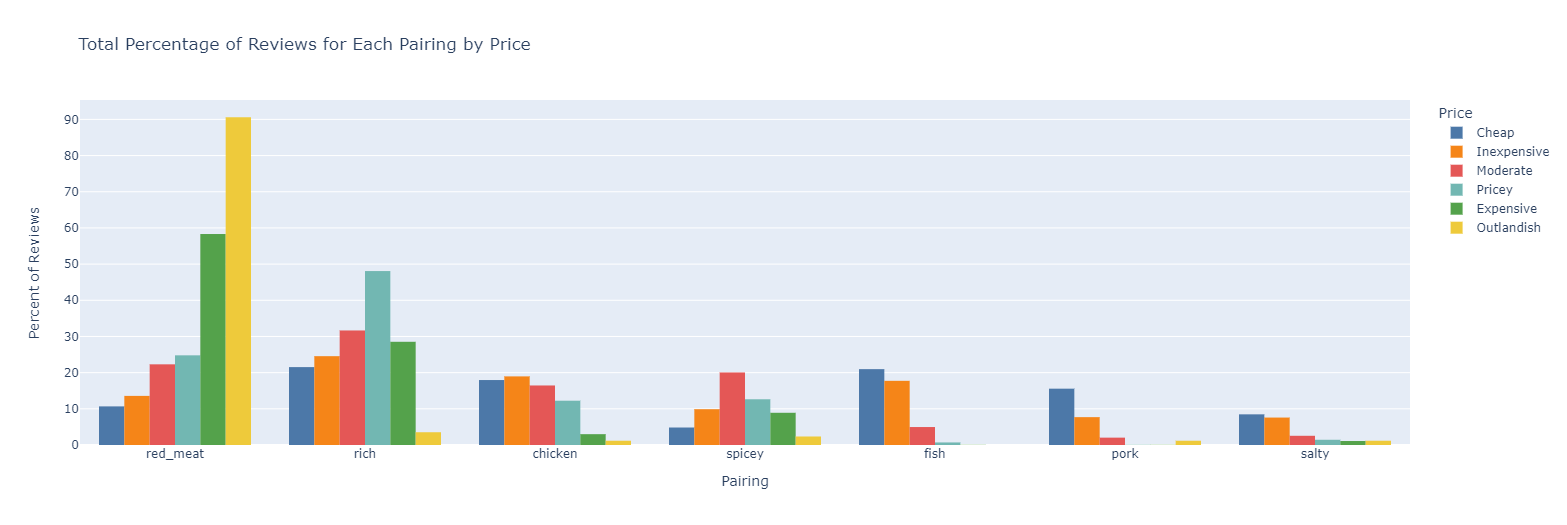 Total Percentage of Reviews for Each Pairing by Price
Percent of Reviews
90
80
70
60
50
40
30
20
10
0
red_meat
rich
chicken
spicey
fish
pork
salty
Pairing
Price
Cheap
Inexpensive
Moderate
Pricey
Expensive
Outlandish